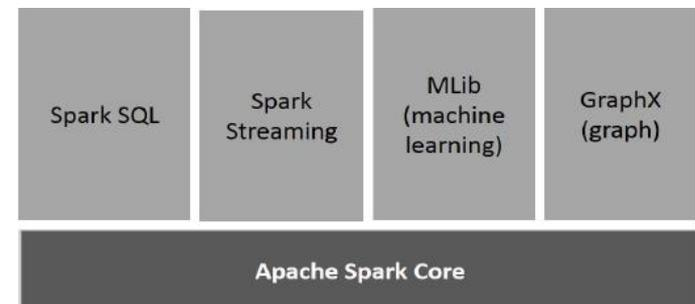 Spark SQL
Spark
Streaming
MLib
(machine
learning)
GraphX
(graph)
Apache Spark Core